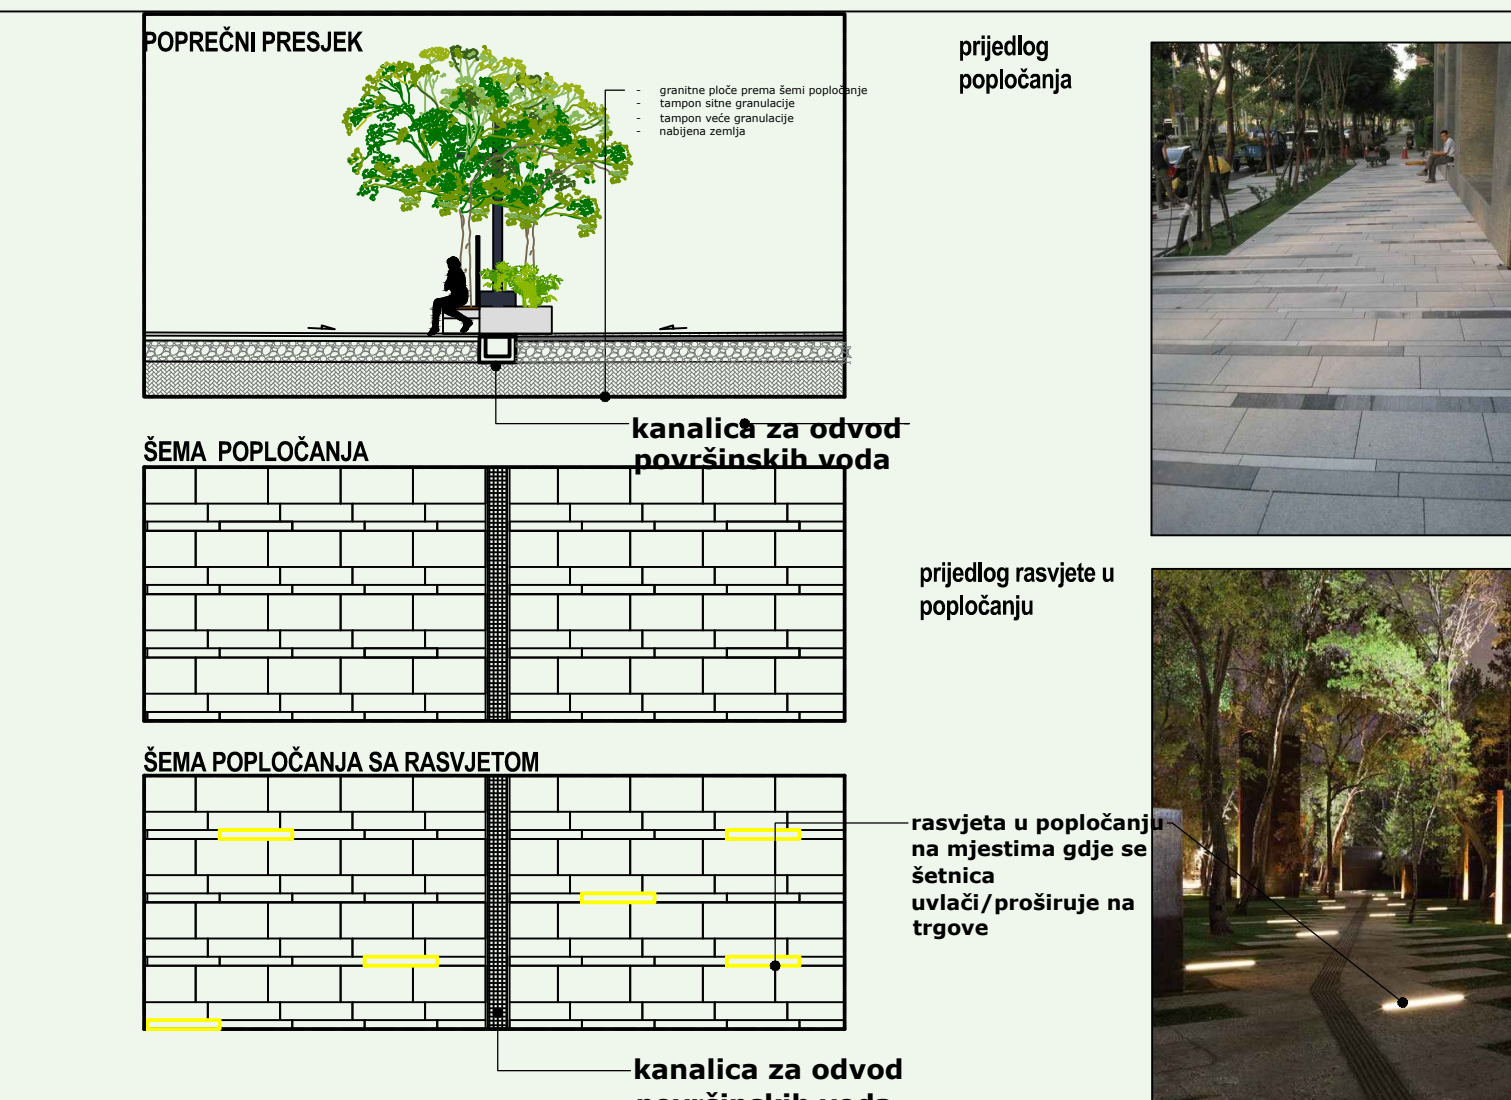 POPREČNI PRESJEK
- granitne ploče prema šemi popločanje
- tampon sitne granulacije
- tampon veće granulacije
- nabijena zemlja
prijedlog
popločanja
kanalica za odvod
površinskih voda
ŠEMA POPLOČANJA
prijedlog rasvjete u
popločanju
ŠEMA POPLOČANJA SA RASVJETOM
rasvjeta u popločanju
na mjestima gdje se
šetnica
uvlači/proširuje na
trgove
kanalica za odvod
površinskih voda